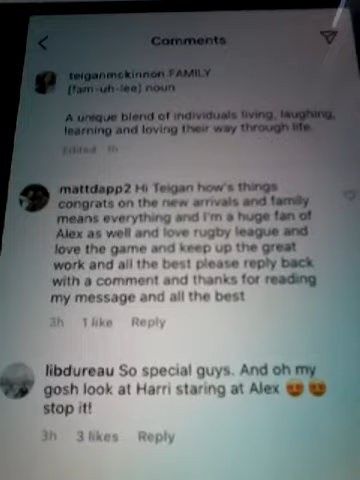 Comments
teiganmckinnon FAMILY
[fam-uh-lee] noun
A unique blend of individuals living, laughing,
learning and loving their way through life.
Edited 1h
mattdapp2 Hi Teigan how's things
congrats on the new arrivals and family
means everything and I'm a huge fan of
Alex as well and love rugby league and
love the game and keep up the great
work and all the best please reply back
with a comment and thanks for reading
my message and all the best
3h 1 like Reply
libdureau So special guys. And oh my
gosh look at Harri staring at Alex 🤩🤩
stop it!
3h 3 likes Reply